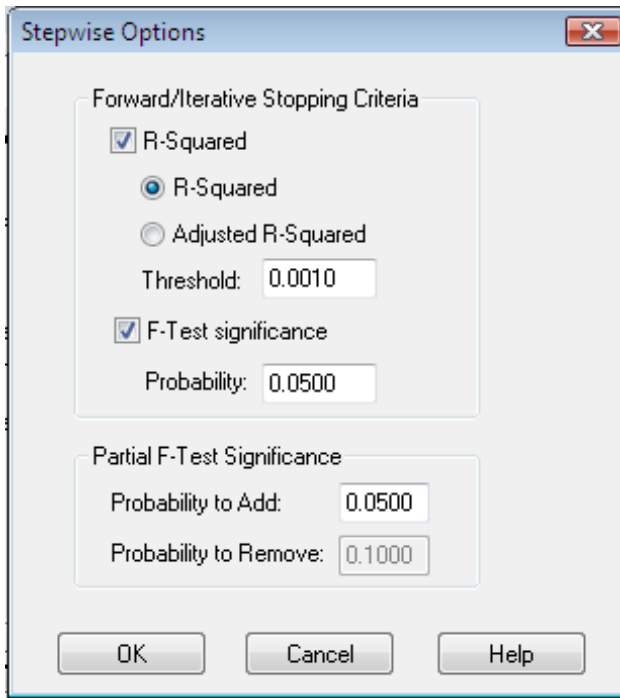 Stepwise Options
Forward/Iterative Stopping Criteria
R-Squared
R-Squared
Adjusted R-Squared
Threshold: 0.0010
F-Test significance
Probability: 0.0500
Partial F-Test Significance
Probability to Add: 0.0500
Probability to Remove: 0.1000
OK Cancel Help